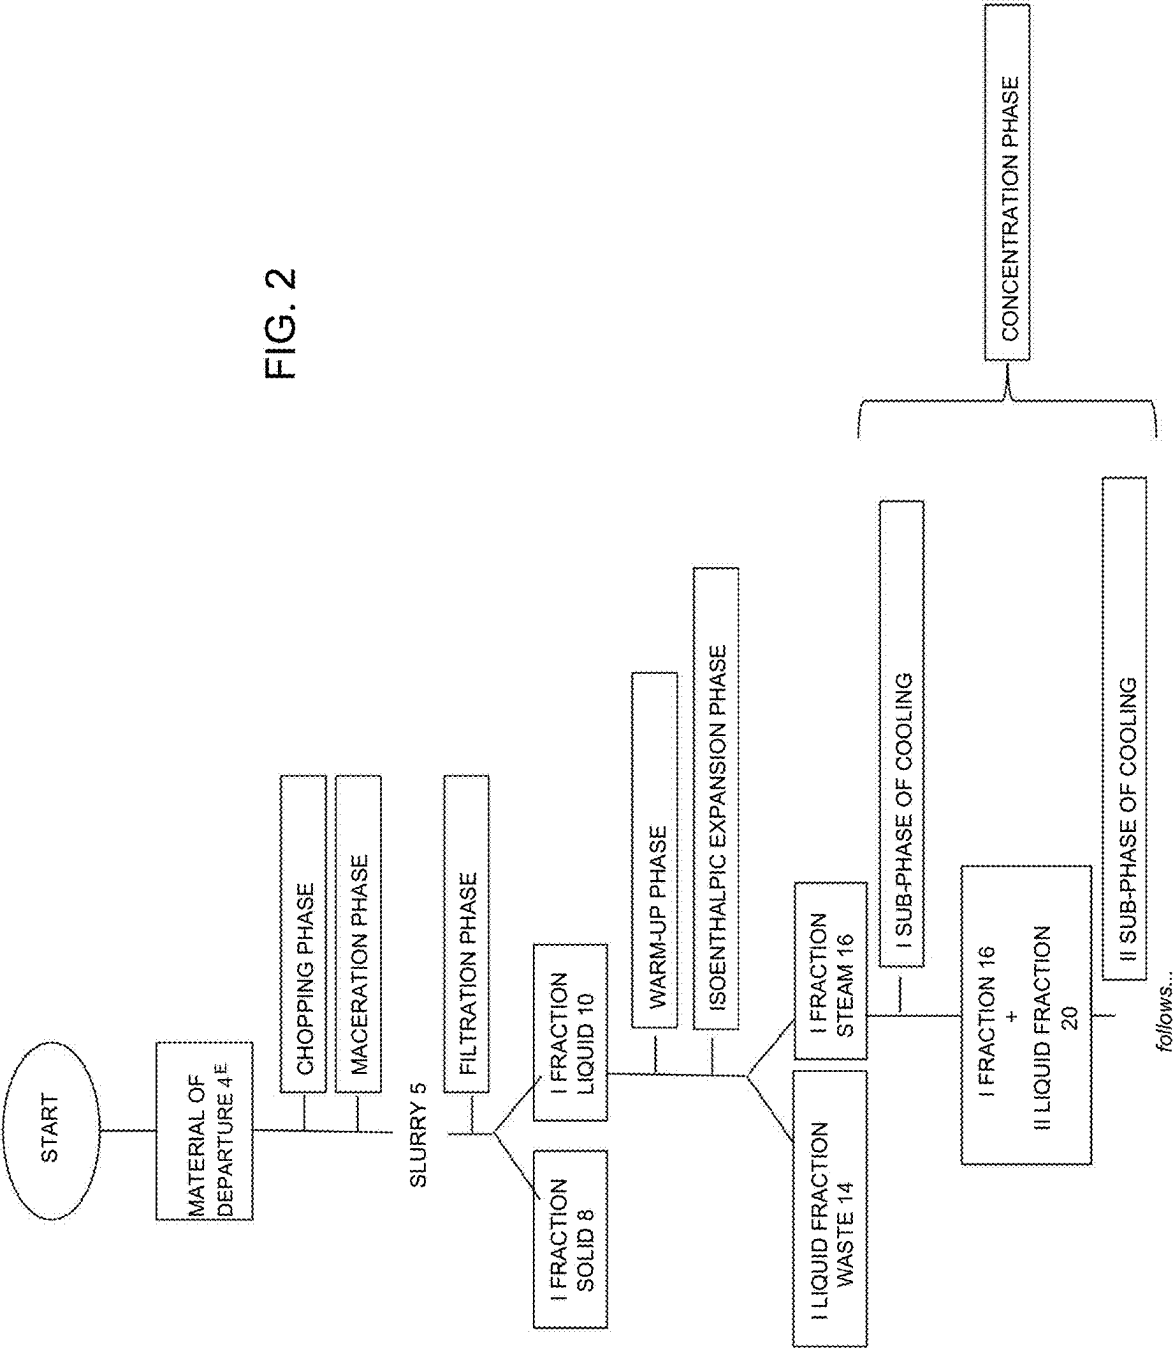 FIG. 2
START
MATERIAL OF
DEPARTURE 4E
CHOPPING PHASE
MACERATION PHASE
SLURRY 5
FILTRATION PHASE
I FRACTION
SOLID 8
I FRACTION
LIQUID 10
WARM-UP PHASE
ISOENTHALPIC EXPANSION PHASE
I LIQUID FRACTION
WASTE 14
I FRACTION
STEAM 16
I SUB-PHASE OF COOLING
I FRACTION 16
+
II LIQUID FRACTION
20
II SUB-PHASE OF COOLING
CONCENTRATION PHASE
follows...